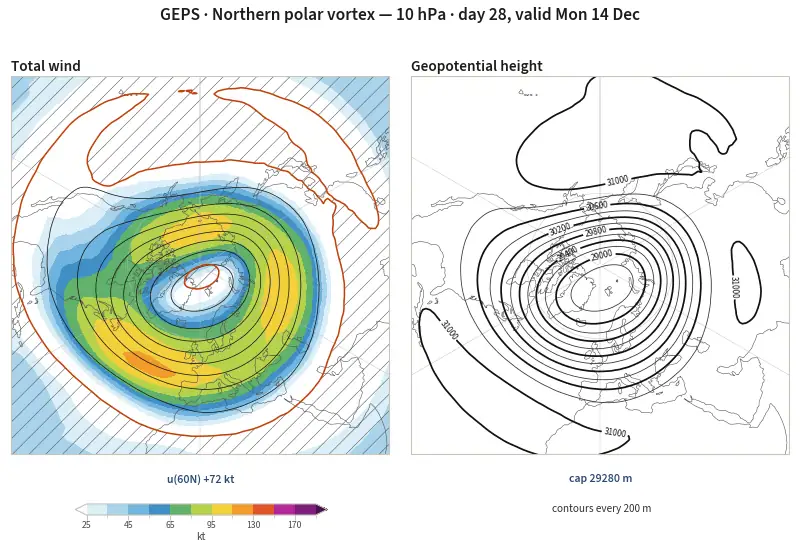 GEPS · Northern polar vortex — 10 hPa · day 28, valid Mon 14 Dec
Total wind
Geopotential height
31000
30600
30200
29800
29400
29000
31000
31000
31000
u(60N) +72 kt
cap 29280 m
contours every 200 m
25 45 65 95 130 170
kt